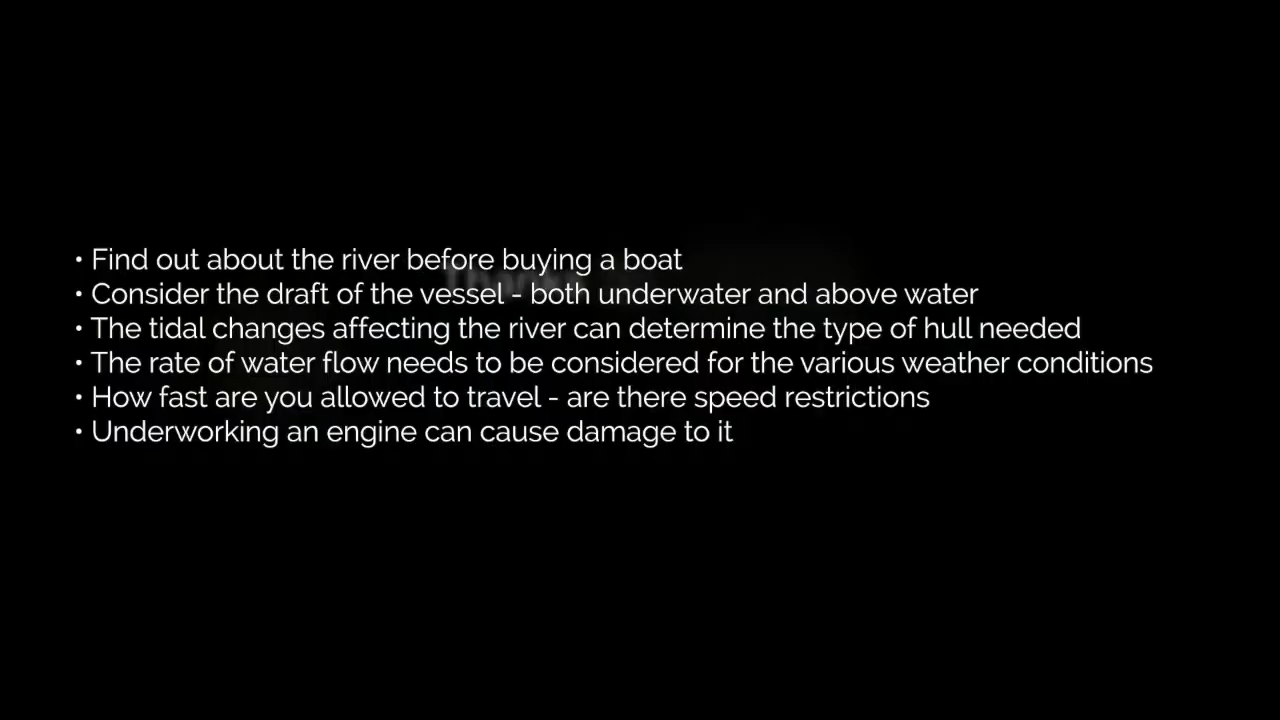 • Find out about the river before buying a boat
• Consider the draft of the vessel - both underwater and above water
• The tidal changes affecting the river can determine the type of hull needed
• The rate of water flow needs to be considered for the various weather conditions
• How fast are you allowed to travel - are there speed restrictions
• Underworking an engine can cause damage to it